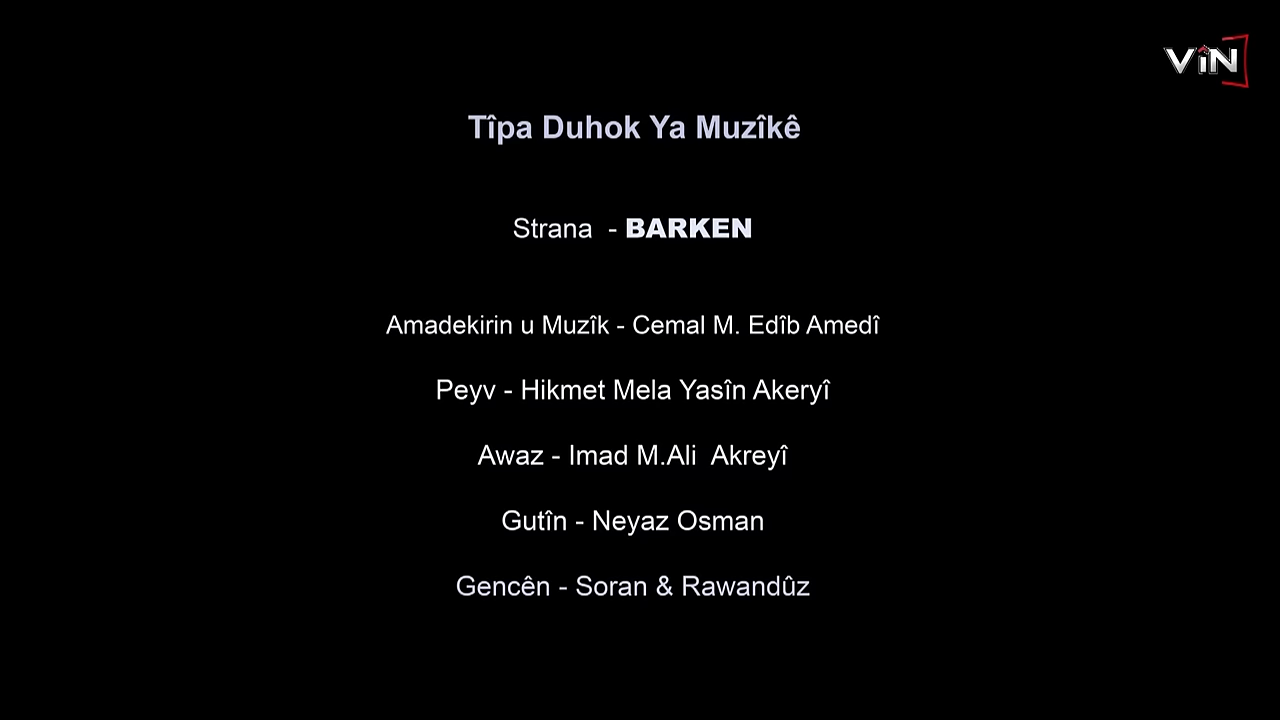 VîN
Tîpa Duhok Ya Muzîkê
Strana - BARKEN
Amadekirin u Muzîk - Cemal M. Edîb Amedî
Peyv - Hikmet Mela Yasîn Akeryî
Awaz - Imad M.Ali Akreyî
Gutîn - Neyaz Osman
Gencên - Soran & Rawandûz